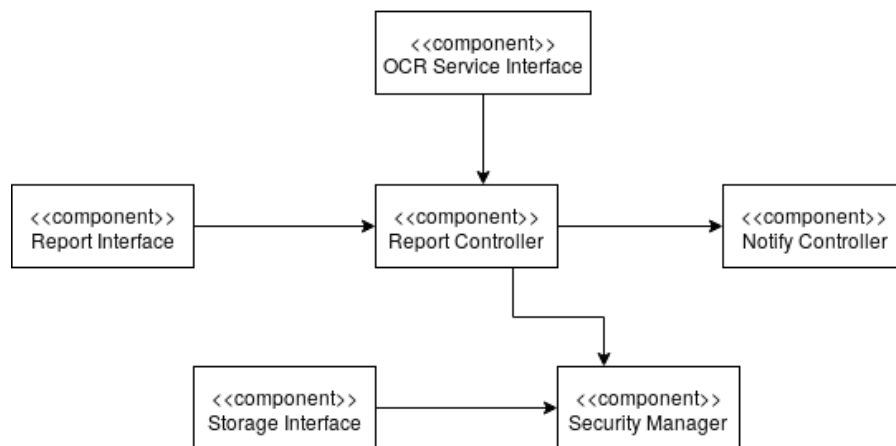 <<component>>
OCR Service Interface
<<component>>
Report Interface
<<component>>
Report Controller
<<component>>
Notify Controller
<<component>>
Storage Interface
<<component>>
Security Manager